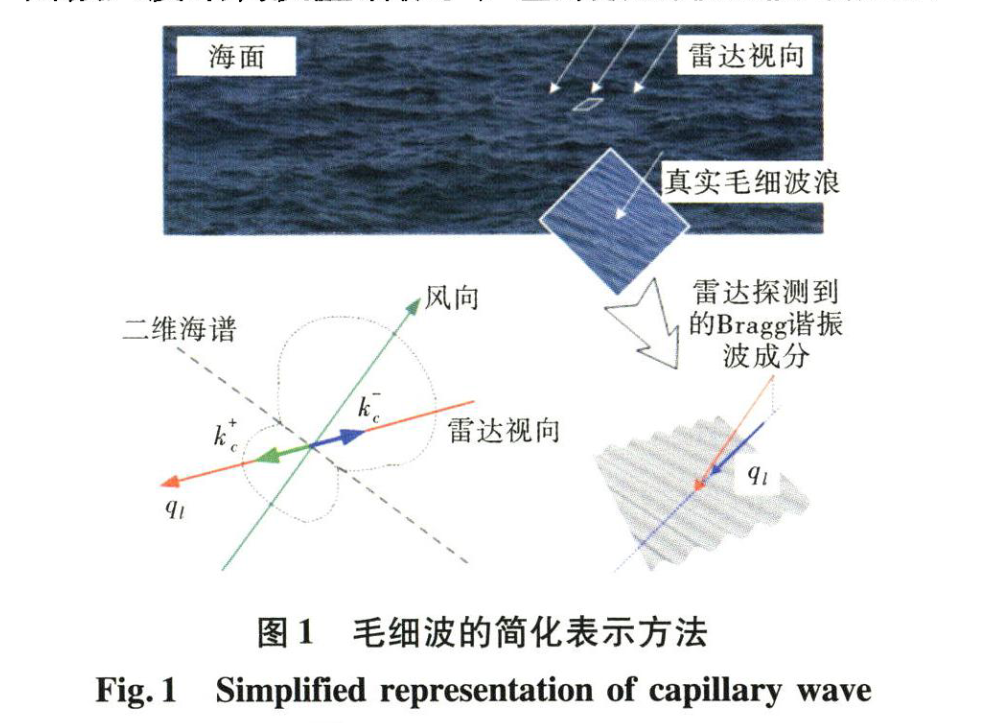 海面
雷达视向
真实毛细波浪
风向
雷达探测到
的Bragg谐振
波成分
二维海谱
k_c^-
k_c^+
雷达视向
q_l
q_l
图1 毛细波的简化表示方法
Fig. 1 Simplified representation of capillary wave